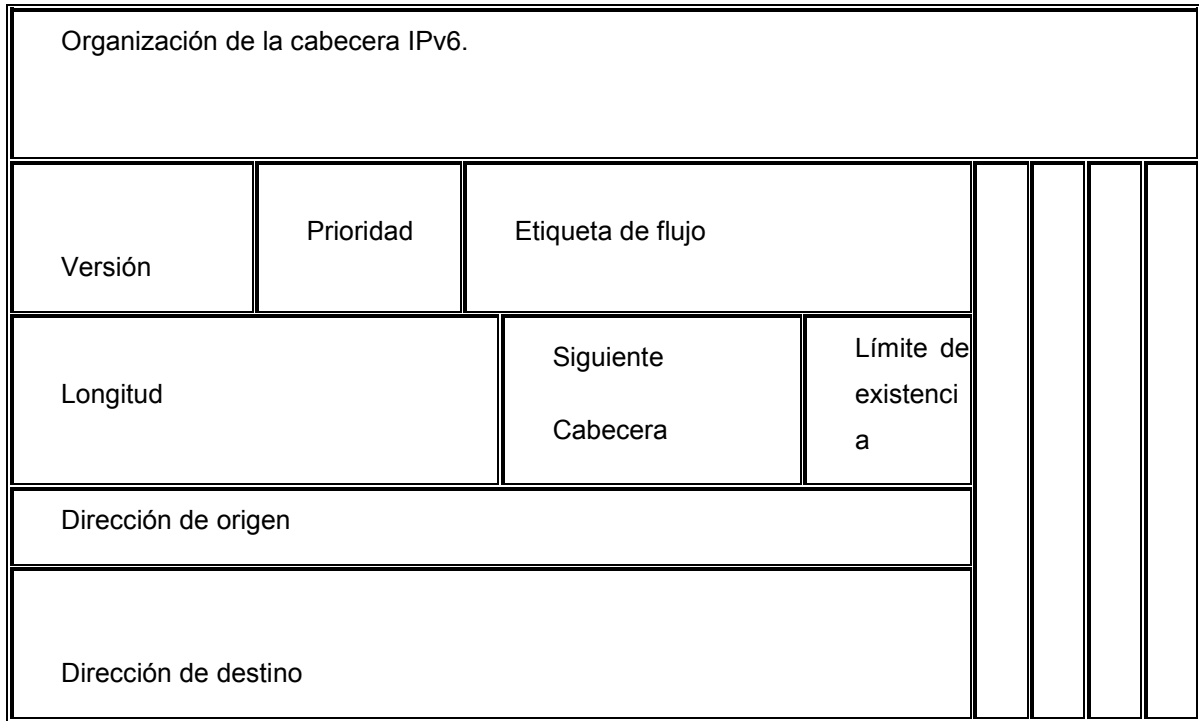 Organización de la cabecera IPv6.
Versión
Prioridad
Etiqueta de flujo
Longitud
Siguiente
Cabecera
Límite de
existenci
a
Dirección de origen
Dirección de destino